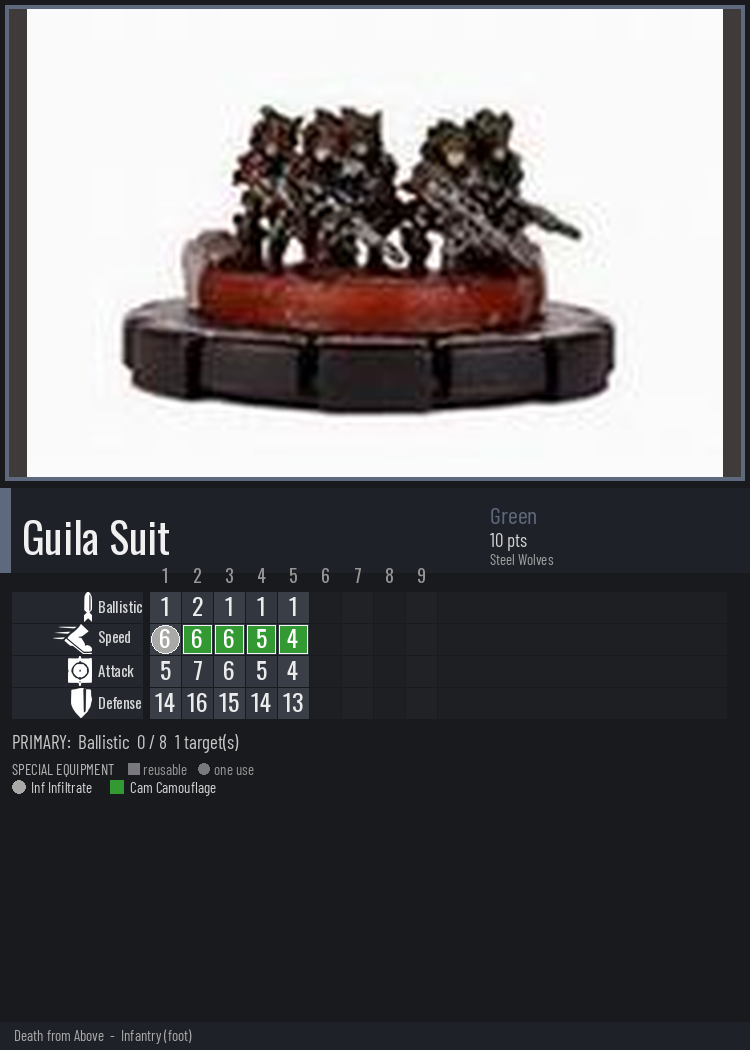 Guila Suit
Green
10 pts
Steel Wolves
1 2 3 4 5 6 7 8 9
Ballistic 1 2 1 1 1
Speed 6 6 6 5 4
Attack 5 7 6 5 4
Defense 14 16 15 14 13
PRIMARY: Ballistic 0 / 8 1 target(s)
SPECIAL EQUIPMENT reusable one use
Inf Infiltrate Cam Camouflage
Death from Above - Infantry (foot)